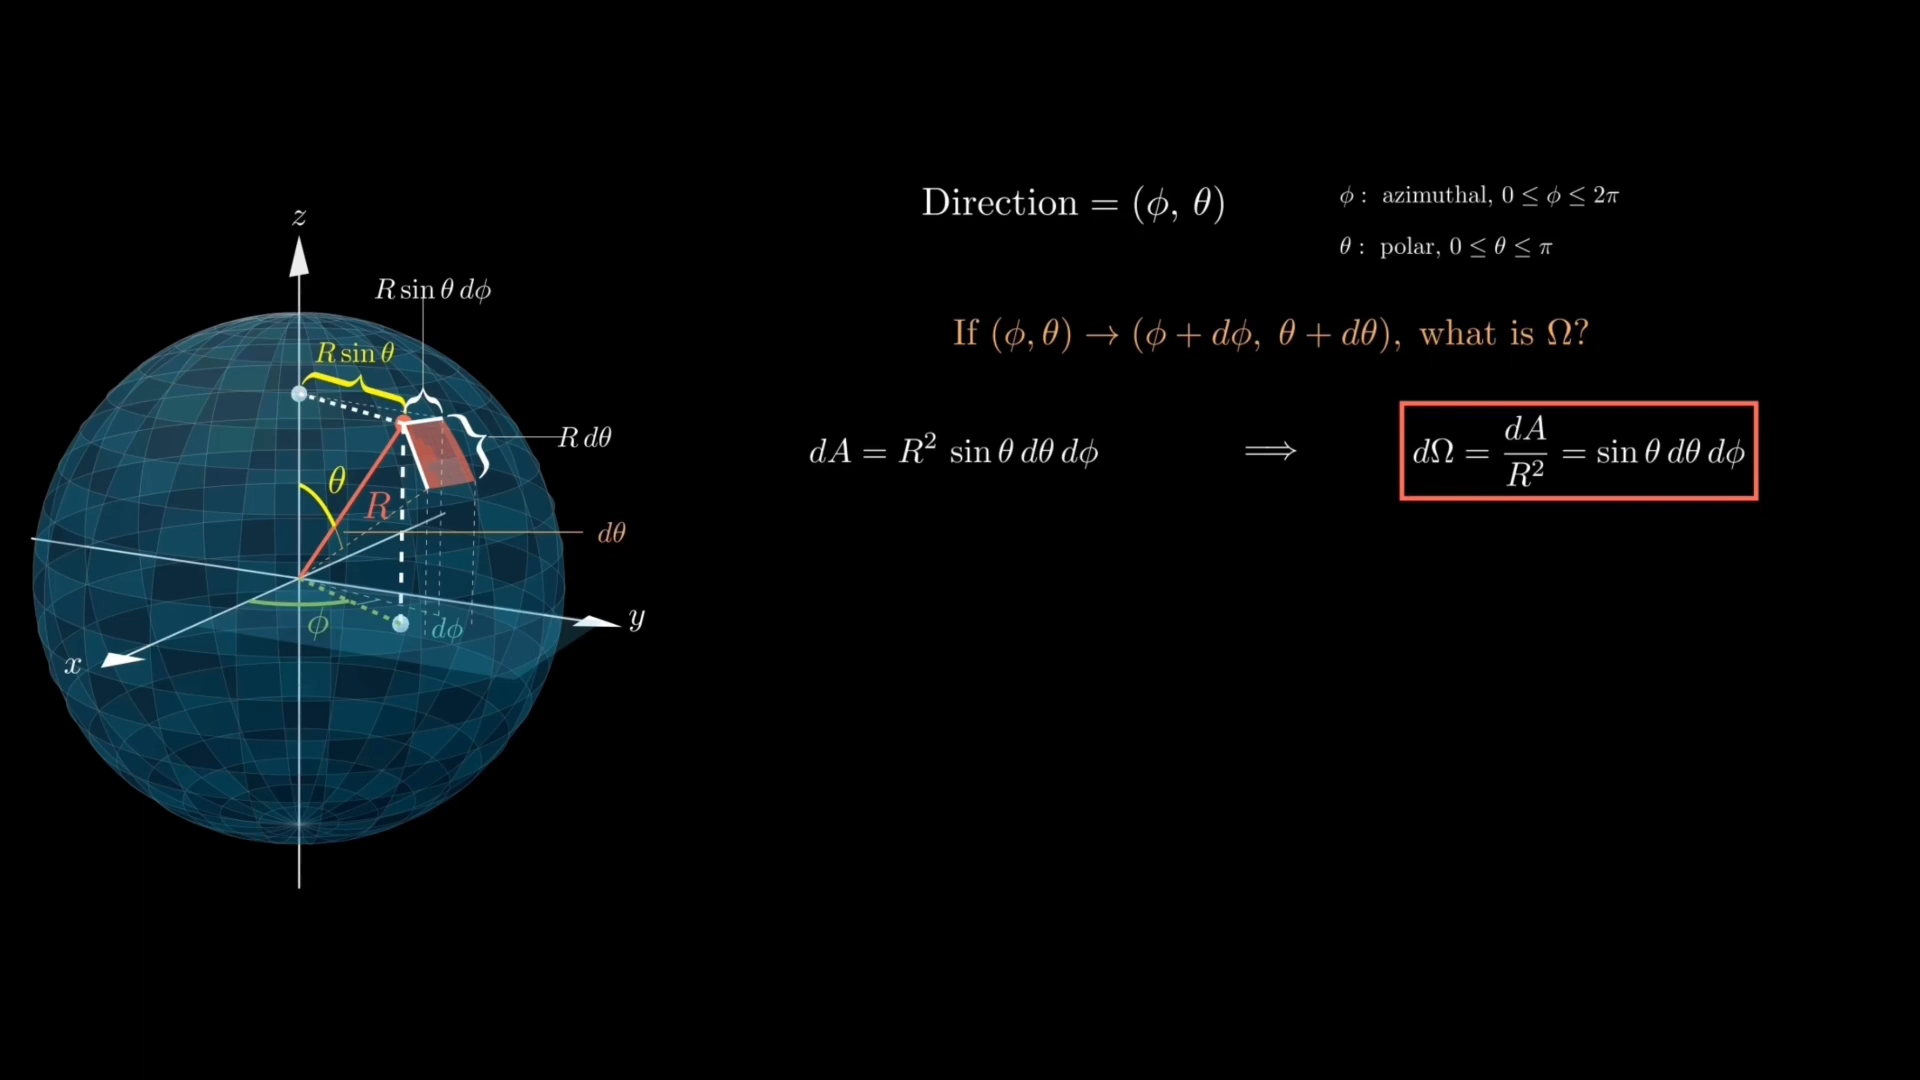 Direction = (ϕ, θ)
ϕ : azimuthal, 0 ≤ ϕ ≤ 2π
θ : polar, 0 ≤ θ ≤ π
If (ϕ, θ) → (ϕ + dϕ, θ + dθ), what is Ω?
dA = R² sin θ dθ dϕ ⟹ dΩ = dA/R² = sin θ dθ dϕ
z
R sin θ dϕ
R sin θ
R dθ
θ
R
dθ
ϕ
dϕ
y
x